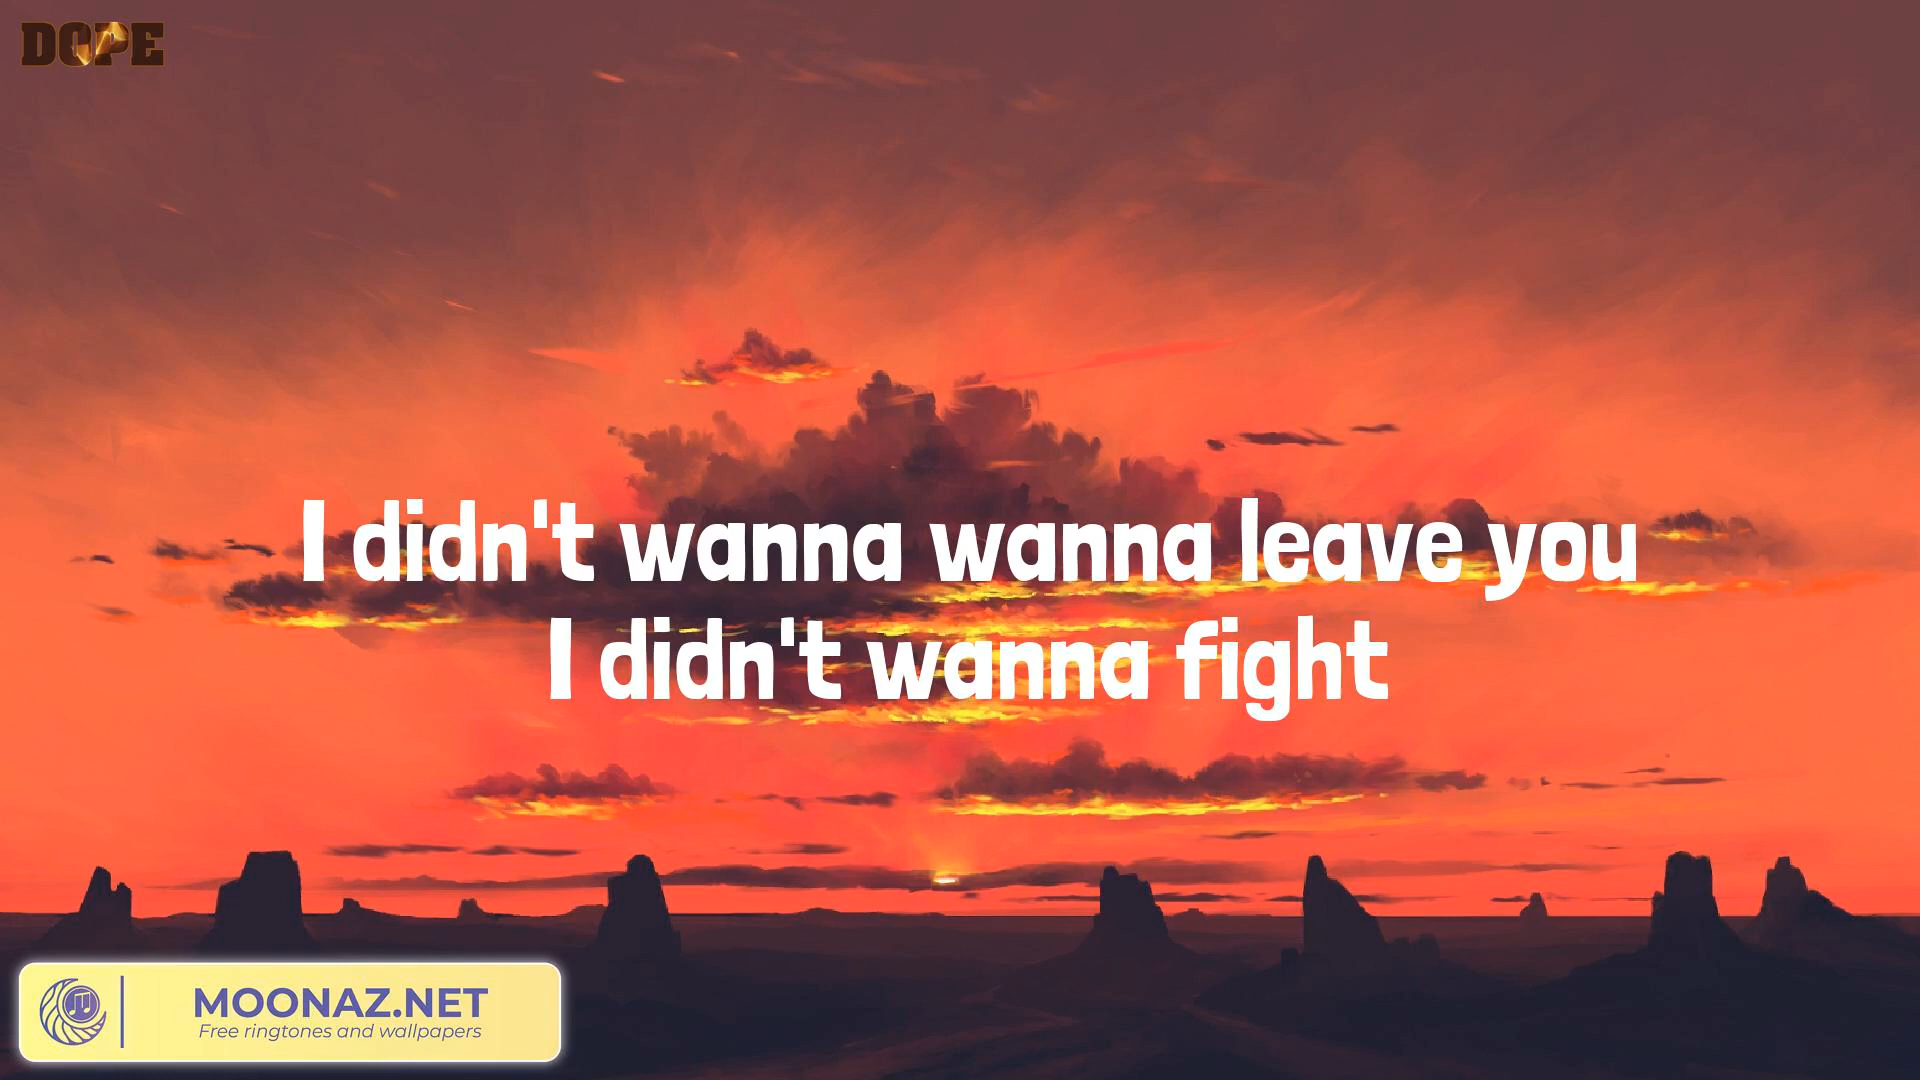 DOPE
I didn't wanna wanna leave you
I didn't wanna fight
MOONAZ.NET
Free ringtones and wallpapers